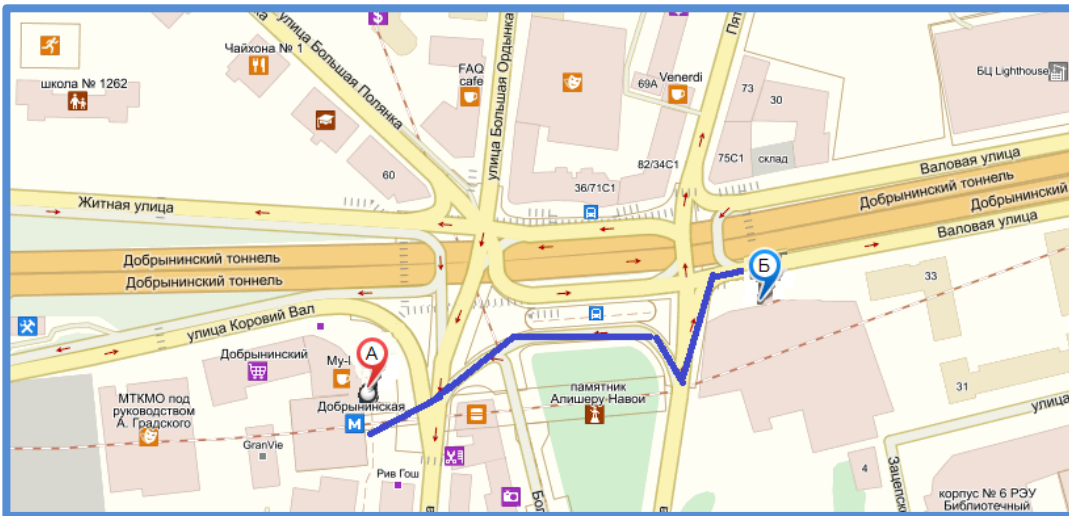 улица Большая Полянка
Чайхона № 1
школа № 1262
60
FAQ
cafe
улица Большая Ордынка
Venerdi
69А
73
30
75С1
склад
82/34С1
36/71С1
БЦ Lighthouse
Валовая улица
Житная улица
Добрынинский тоннель
Добрынинский
Валовая улица
Добрынинский тоннель
Добрынинский тоннель
Б
33
улица Коровий Вал
Добрынинский
А
Добрынинская
М
МТКМО под
руководством
А. Градского
GranVie
Рив Гош
памятник
Алишеру Навои
31
4
корпус № 6 РЭУ
Библиотечный
улица